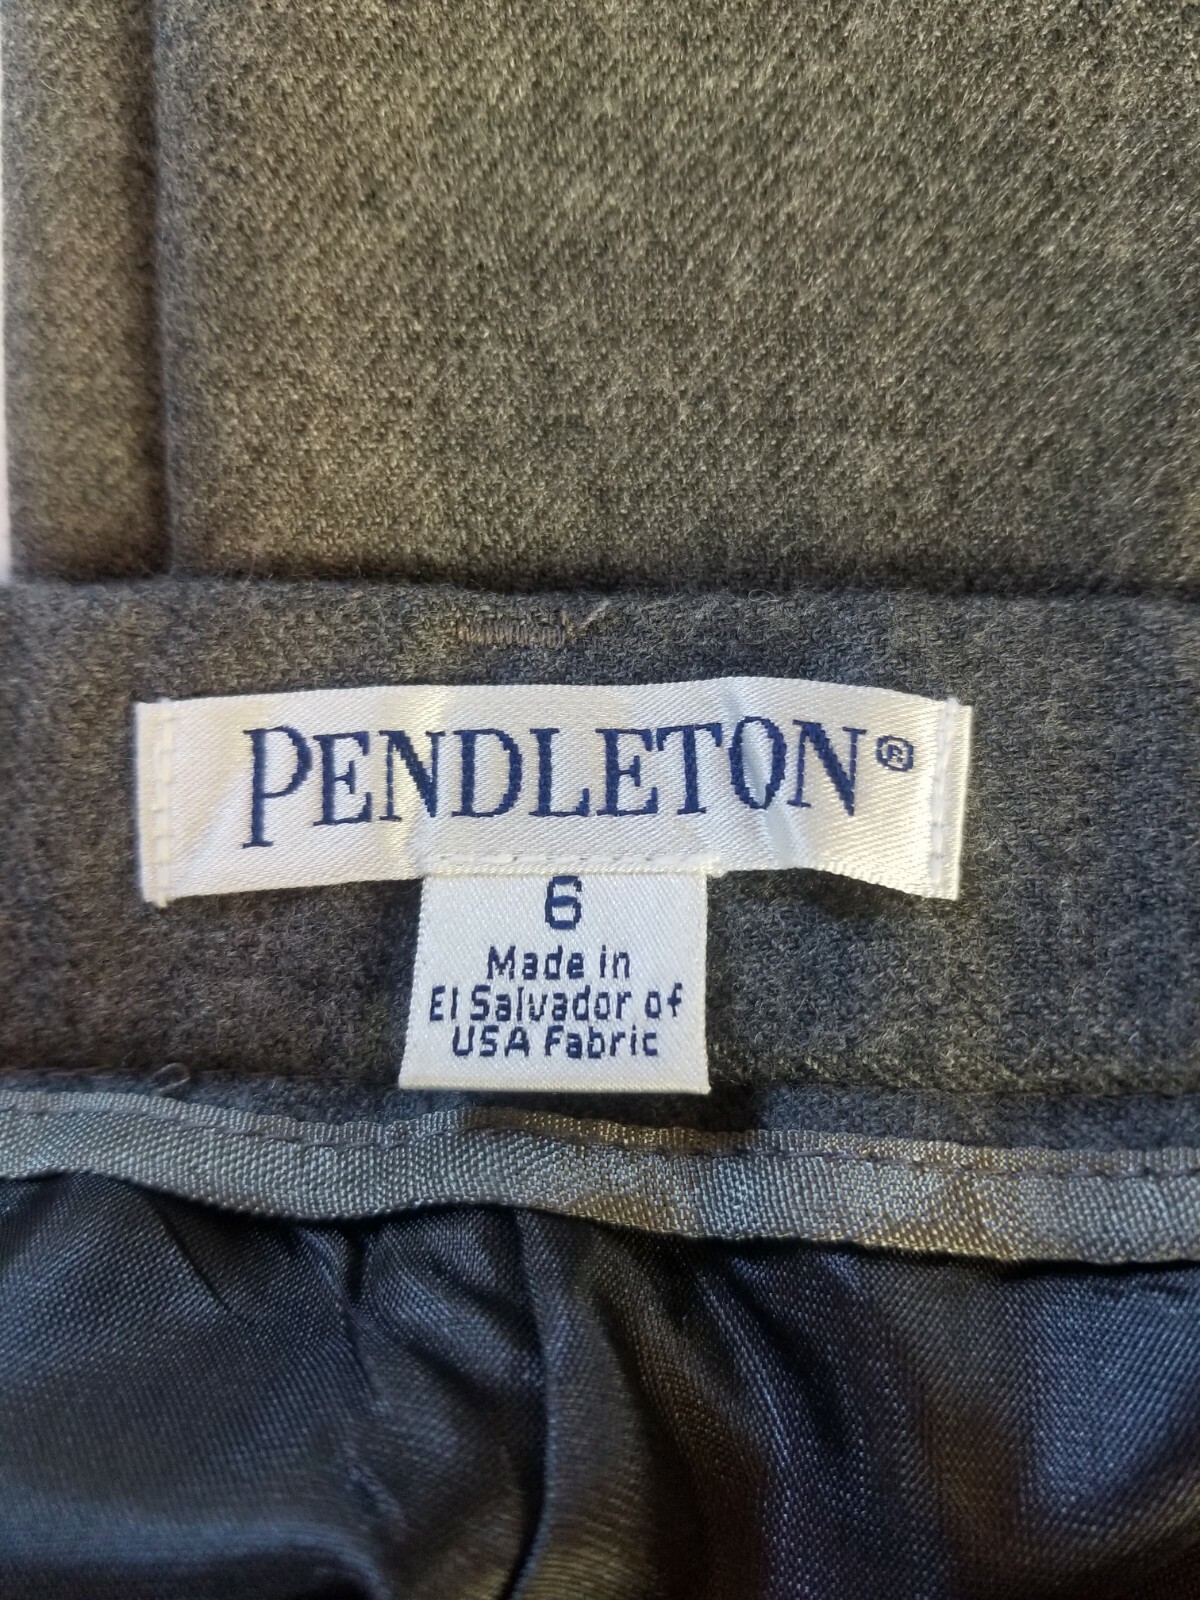 PENDLETON®
6
Made in
El Salvador of
USA Fabric